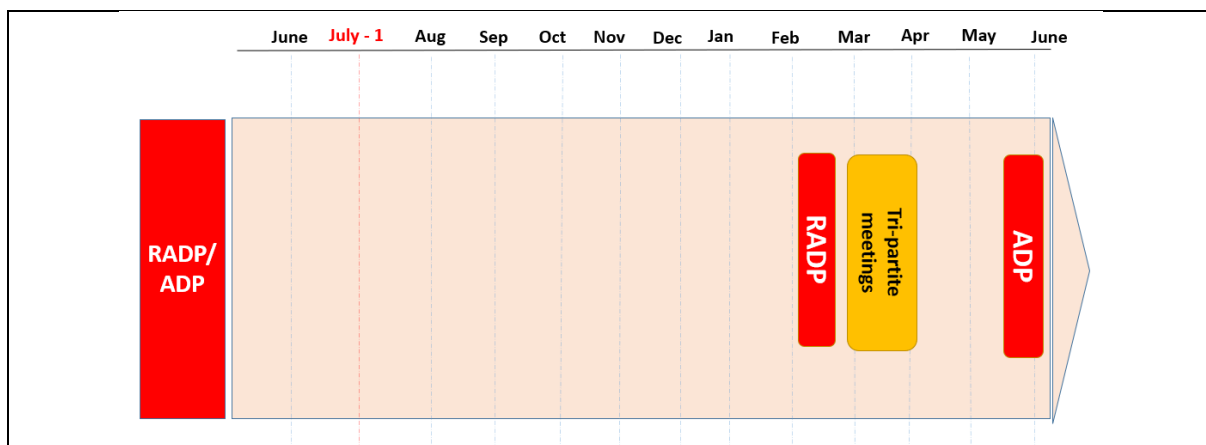 June July - 1 Aug Sep Oct Nov Dec Jan Feb Mar Apr May June
RADP/
ADP
RADP
Tri-partite
meetings
ADP